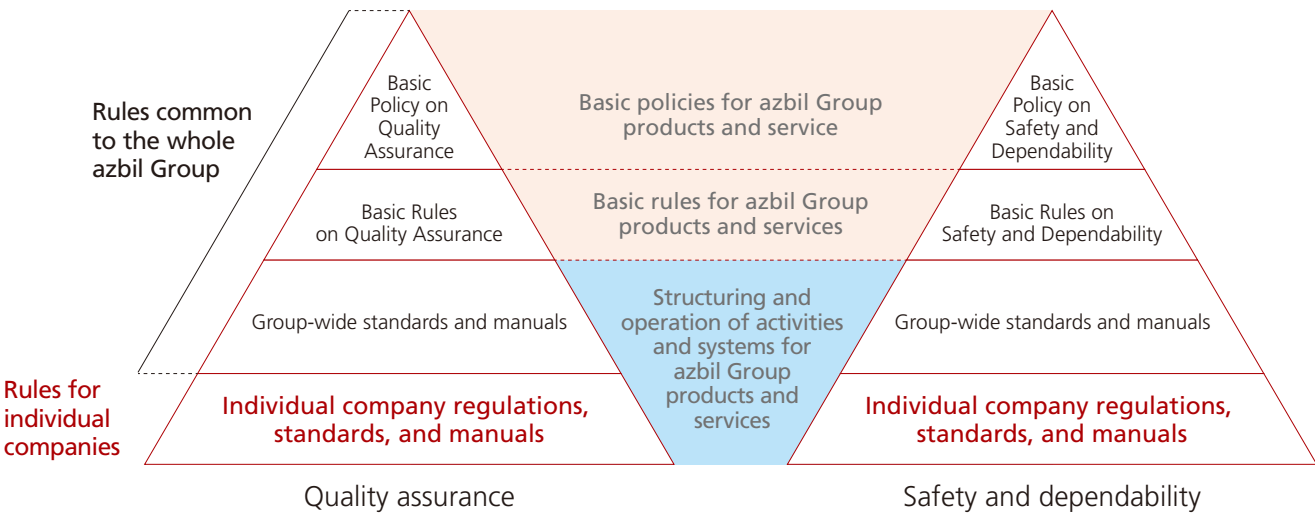 Rules common
to the whole
azbil Group
Rules for
individual
companies
Basic
Policy on
Quality
Assurance
Basic Rules
on Quality Assurance
Group-wide standards and manuals
Individual company regulations,
standards, and manuals
Quality assurance
Basic policies for azbil Group
products and service
Basic rules for azbil Group
products and services
Structuring and
operation of activities
and systems for
azbil Group
products and
services
Basic
Policy on
Safety and
Dependability
Basic Rules on
Safety and Dependability
Group-wide standards and manuals
Individual company regulations,
standards, and manuals
Safety and dependability